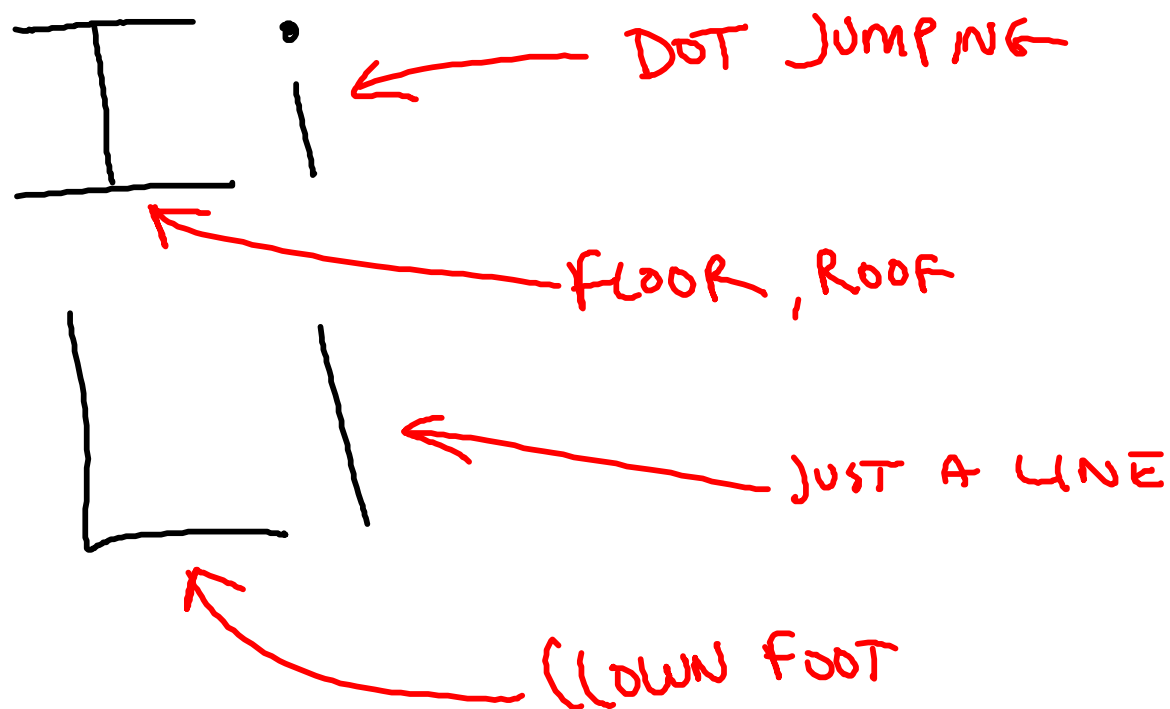 I i DOT JUMPING
FLOOR, ROOF
L l JUST A LINE
CLOWN FOOT